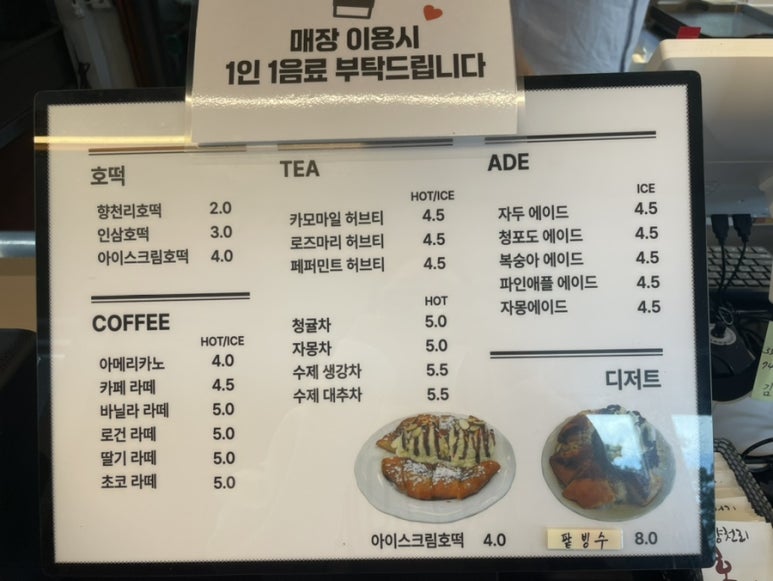 매장 이용시
1인 1음료 부탁드립니다
호떡
향천리호떡 2.0
인삼호떡 3.0
아이스크림호떡 4.0
COFFEE
HOT/ICE
아메리카노 4.0
카페 라떼 4.5
바닐라 라떼 5.0
로건 라떼 5.0
딸기 라떼 5.0
초코 라떼 5.0
TEA
HOT/ICE
카모마일 허브티 4.5
로즈마리 허브티 4.5
페퍼민트 허브티 4.5
HOT
청귤차 5.0
자몽차 5.0
수제 생강차 5.5
수제 대추차 5.5
ADE
ICE
자두 에이드 4.5
청포도 에이드 4.5
복숭아 에이드 4.5
파인애플 에이드 4.5
자몽에이드 4.5
디저트
아이스크림호떡 4.0
팥빙수 8.0